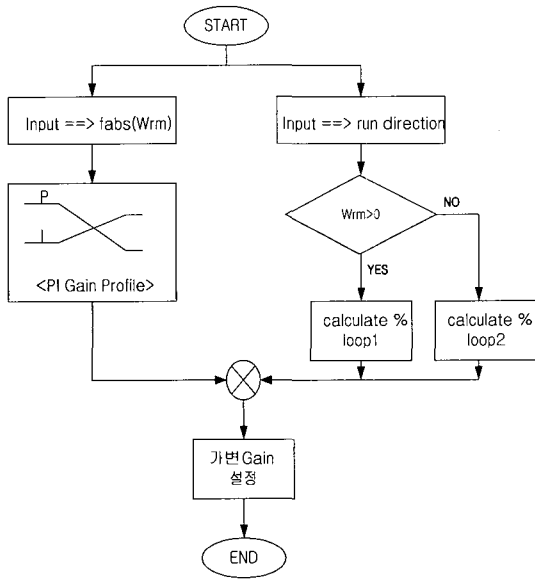 START
Input ==> fabs(Wrm)
Input ==> run direction
P
I
<PI Gain Profile>
Wrm>0
NO
YES
calculate %
loop1
calculate %
loop2
가변Gain
설정
END